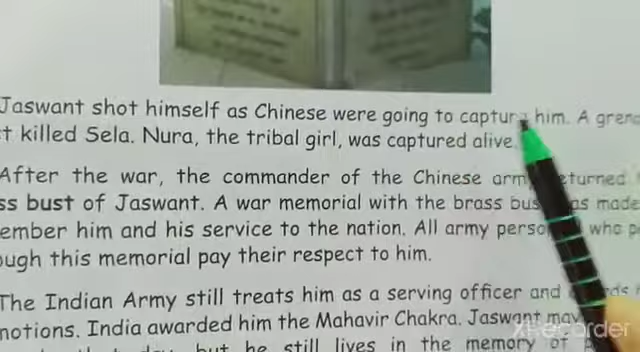 Jaswant shot himself as Chinese were going to captur him. A gren
t killed Sela. Nura, the tribal girl, was captured alive.
After the war, the commander of the Chinese arm eturned
ss bust of Jaswant. A war memorial with the brass bus as made
ember him and his service to the nation. All army perso who p
ough this memorial pay their respect to him.
The Indian Army still treats him as a serving officer and
motions. India awarded him the Mahavir Chakra. Jaswant may
but he still lives in the memory of
XRecorder